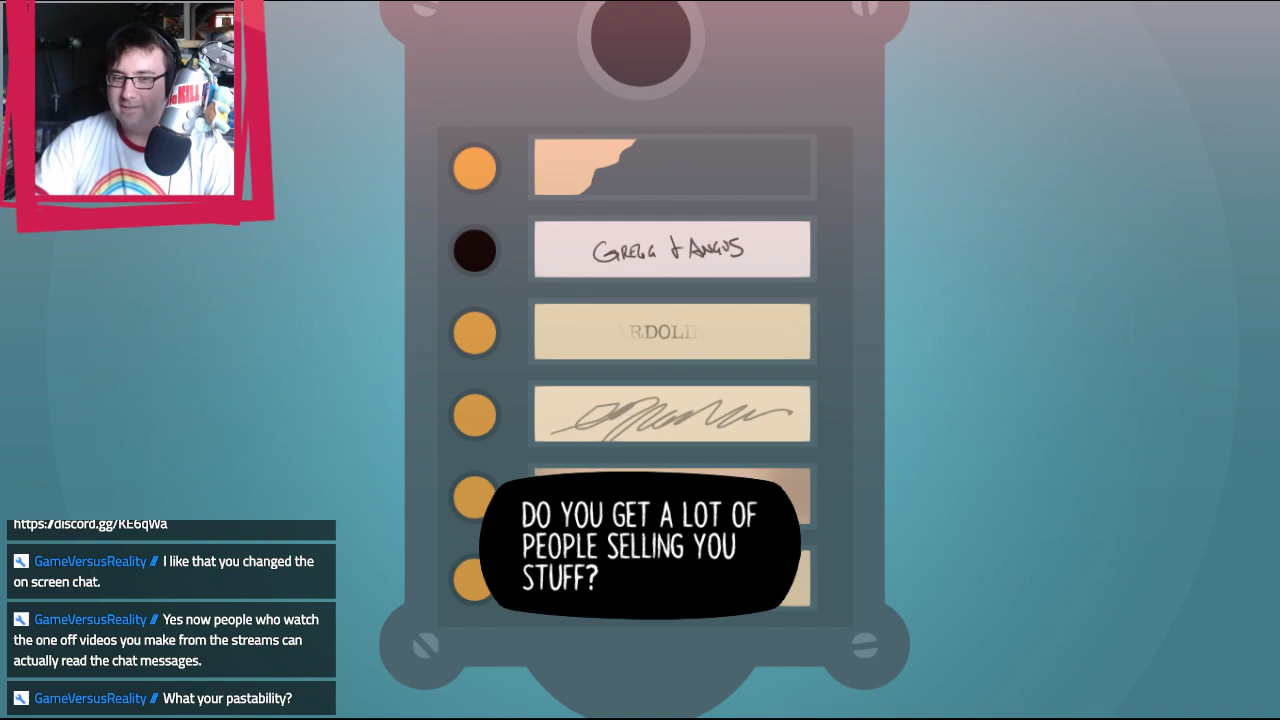 KILL
GREGG + ANGUS
ARDOLI
DO YOU GET A LOT OF
PEOPLE SELLING YOU
STUFF?
https://discord.gg/KE6qWa
GameVersusReality // I like that you changed the
on screen chat.
GameVersusReality // Yes now people who watch
the one off videos you make from the streams can
actually read the chat messages.
GameVersusReality // What your pastability?